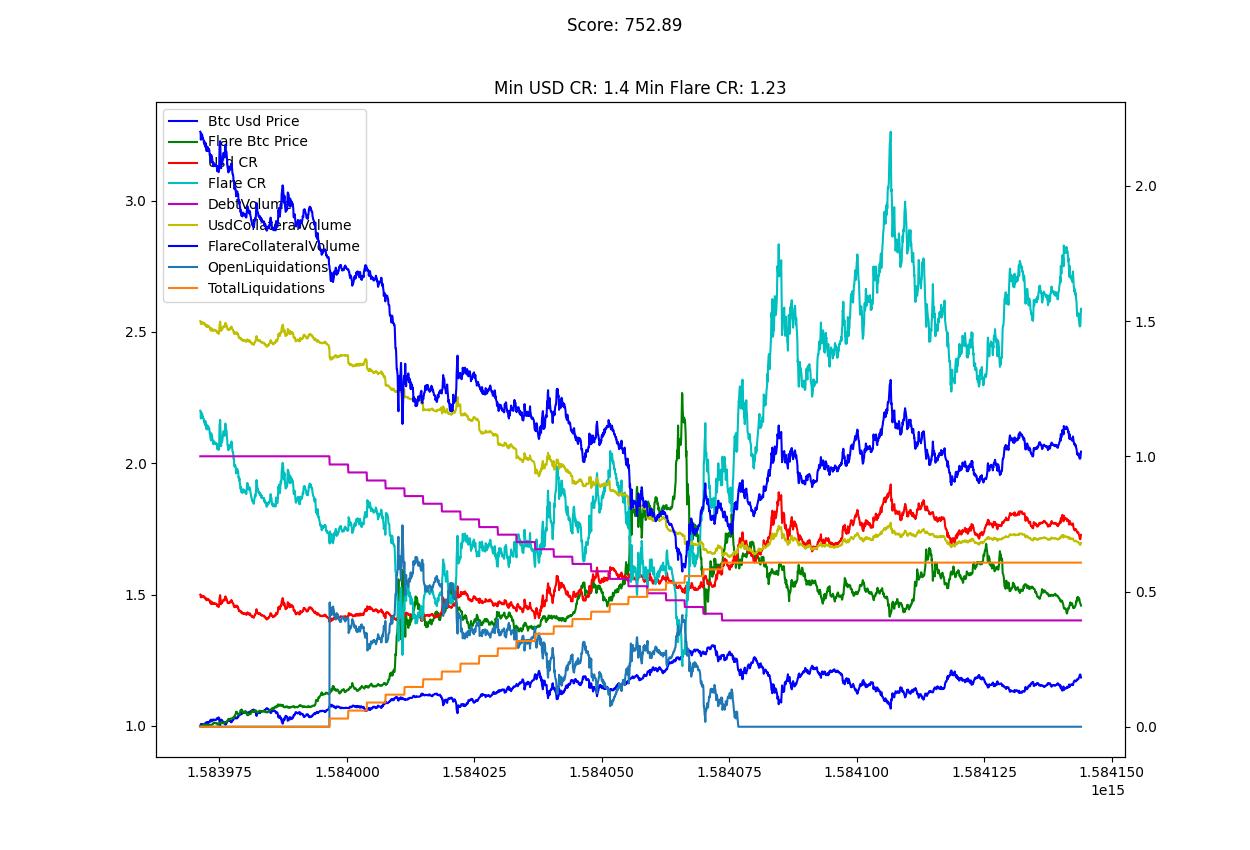 Score: 752.89
Min USD CR: 1.4 Min Flare CR: 1.23
Btc Usd Price
Flare Btc Price
Usd CR
Flare CR
DebtVolume
UsdCollateralVolume
FlareCollateralVolume
OpenLiquidations
TotalLiquidations
3.0
2.5
2.0
1.5
1.0
2.0
1.5
1.0
0.5
0.0
1.583975
1.584000
1.584025
1.584050
1.584075
1.584100
1.584125
1.584150
1e15